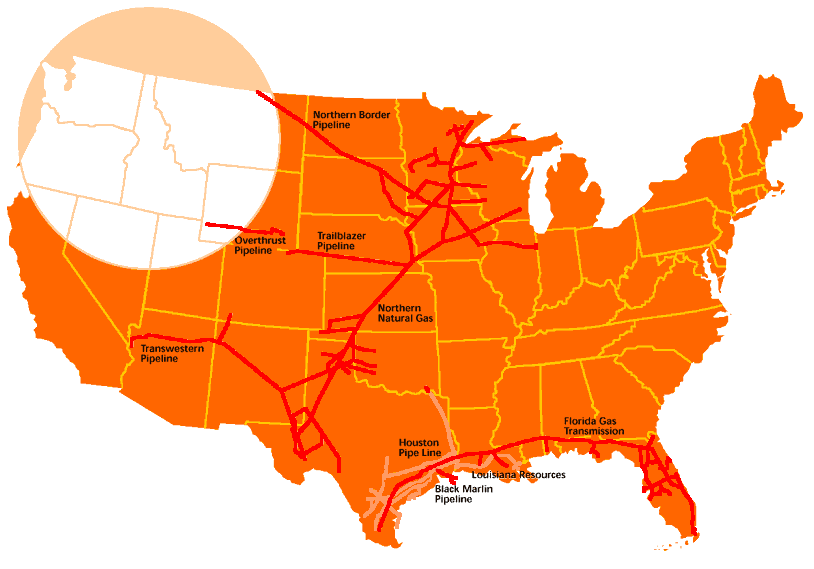 Northern Border
Pipeline
Overthrust
Pipeline
Trailblazer
Pipeline
Northern
Natural Gas
Transwestern
Pipeline
Florida Gas
Transmission
Houston
Pipe Line
Louisiana Resources
Black Marlin
Pipeline